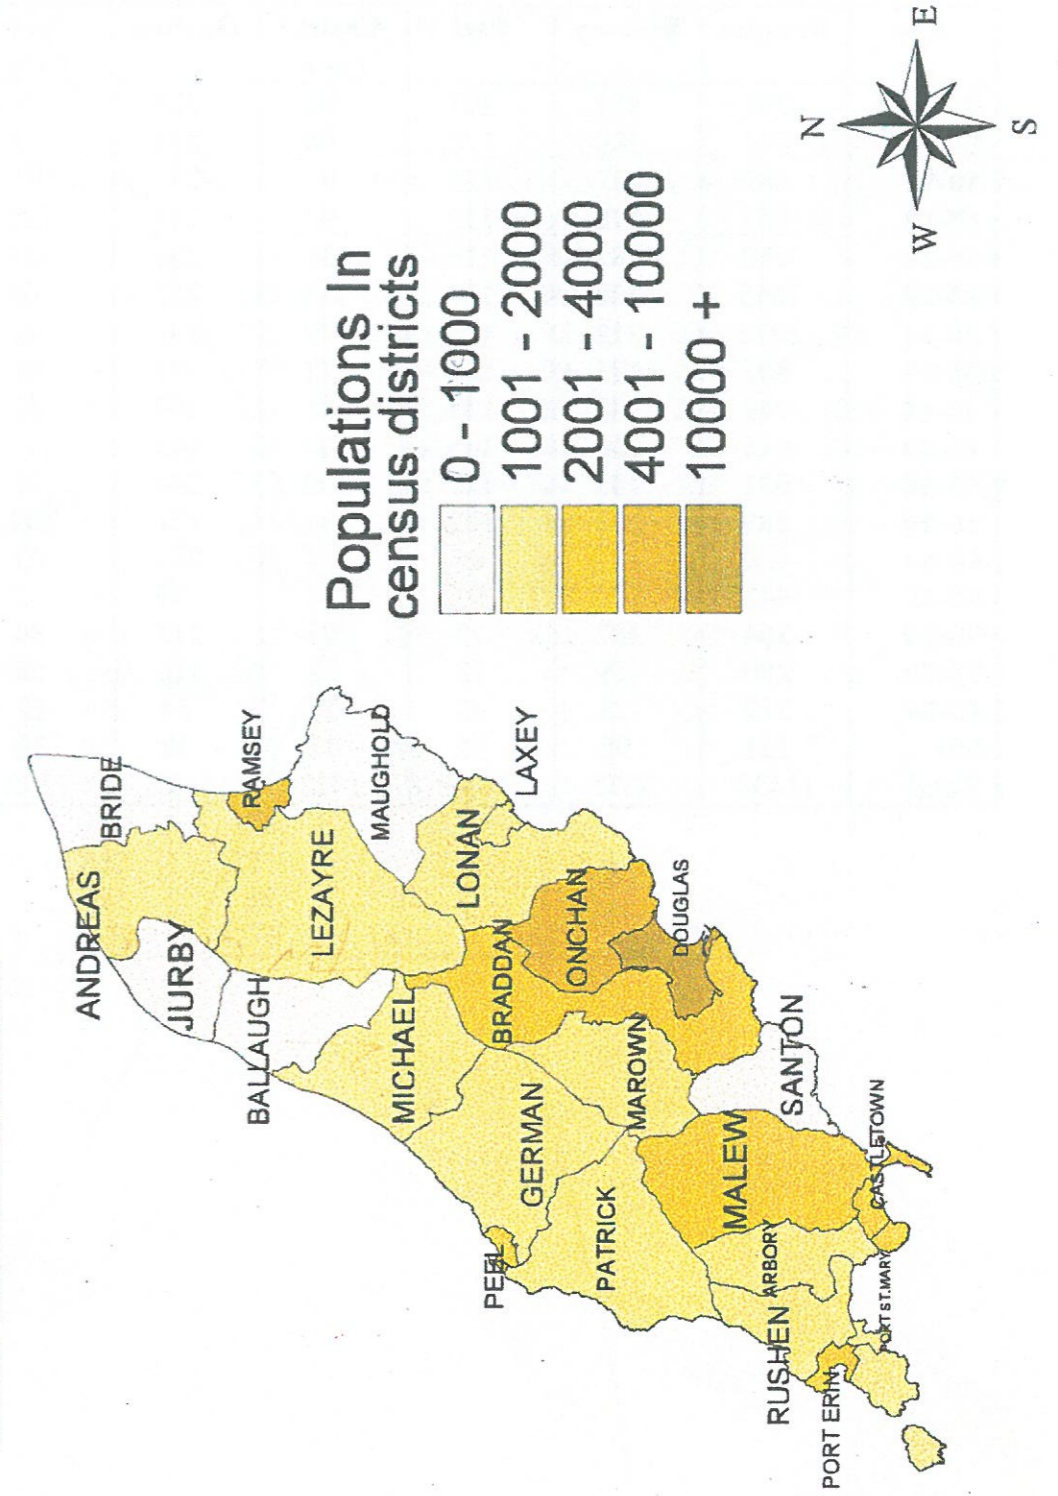 BRIDE
ANDREAS
RAMSEY
JURBY
LEZAYRE
MAUGHOLD
BALLAUGH
LAXEY
LONAN
MICHAEL
BRADDAN
ONCHAN
DOUGLAS
GERMAN
MAROWN
PEEL
PATRICK
MALEW
SANTON
CASTLETOWN
ARBORY
RUSHEN
PORT ST.MARY
PORT ERIN
Populations In
census districts
0 - 1000
1001 - 2000
2001 - 4000
4001 - 10000
10000 +
N
E
W
S